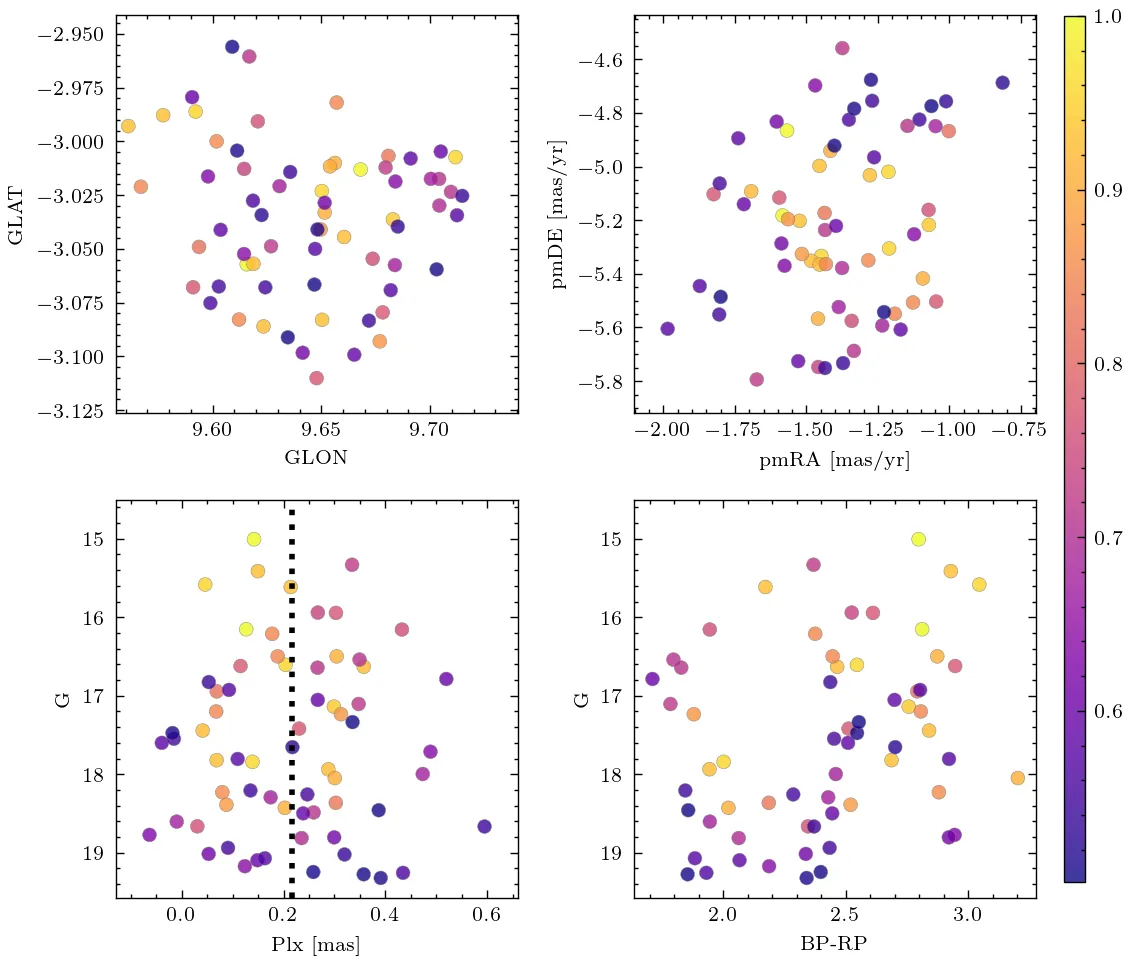 −2.950
−2.975
−3.000
−3.025
−3.050
−3.075
−3.100
−3.125
GLAT
9.60 9.65 9.70
GLON
−4.6
−4.8
−5.0
−5.2
−5.4
−5.6
−5.8
pmDE [mas/yr]
−2.00 −1.75 −1.50 −1.25 −1.00 −0.75
pmRA [mas/yr]
1.0
0.9
0.8
0.7
0.6
15
16
17
18
19
G
0.0 0.2 0.4 0.6
Plx [mas]
15
16
17
18
19
G
2.0 2.5 3.0
BP-RP